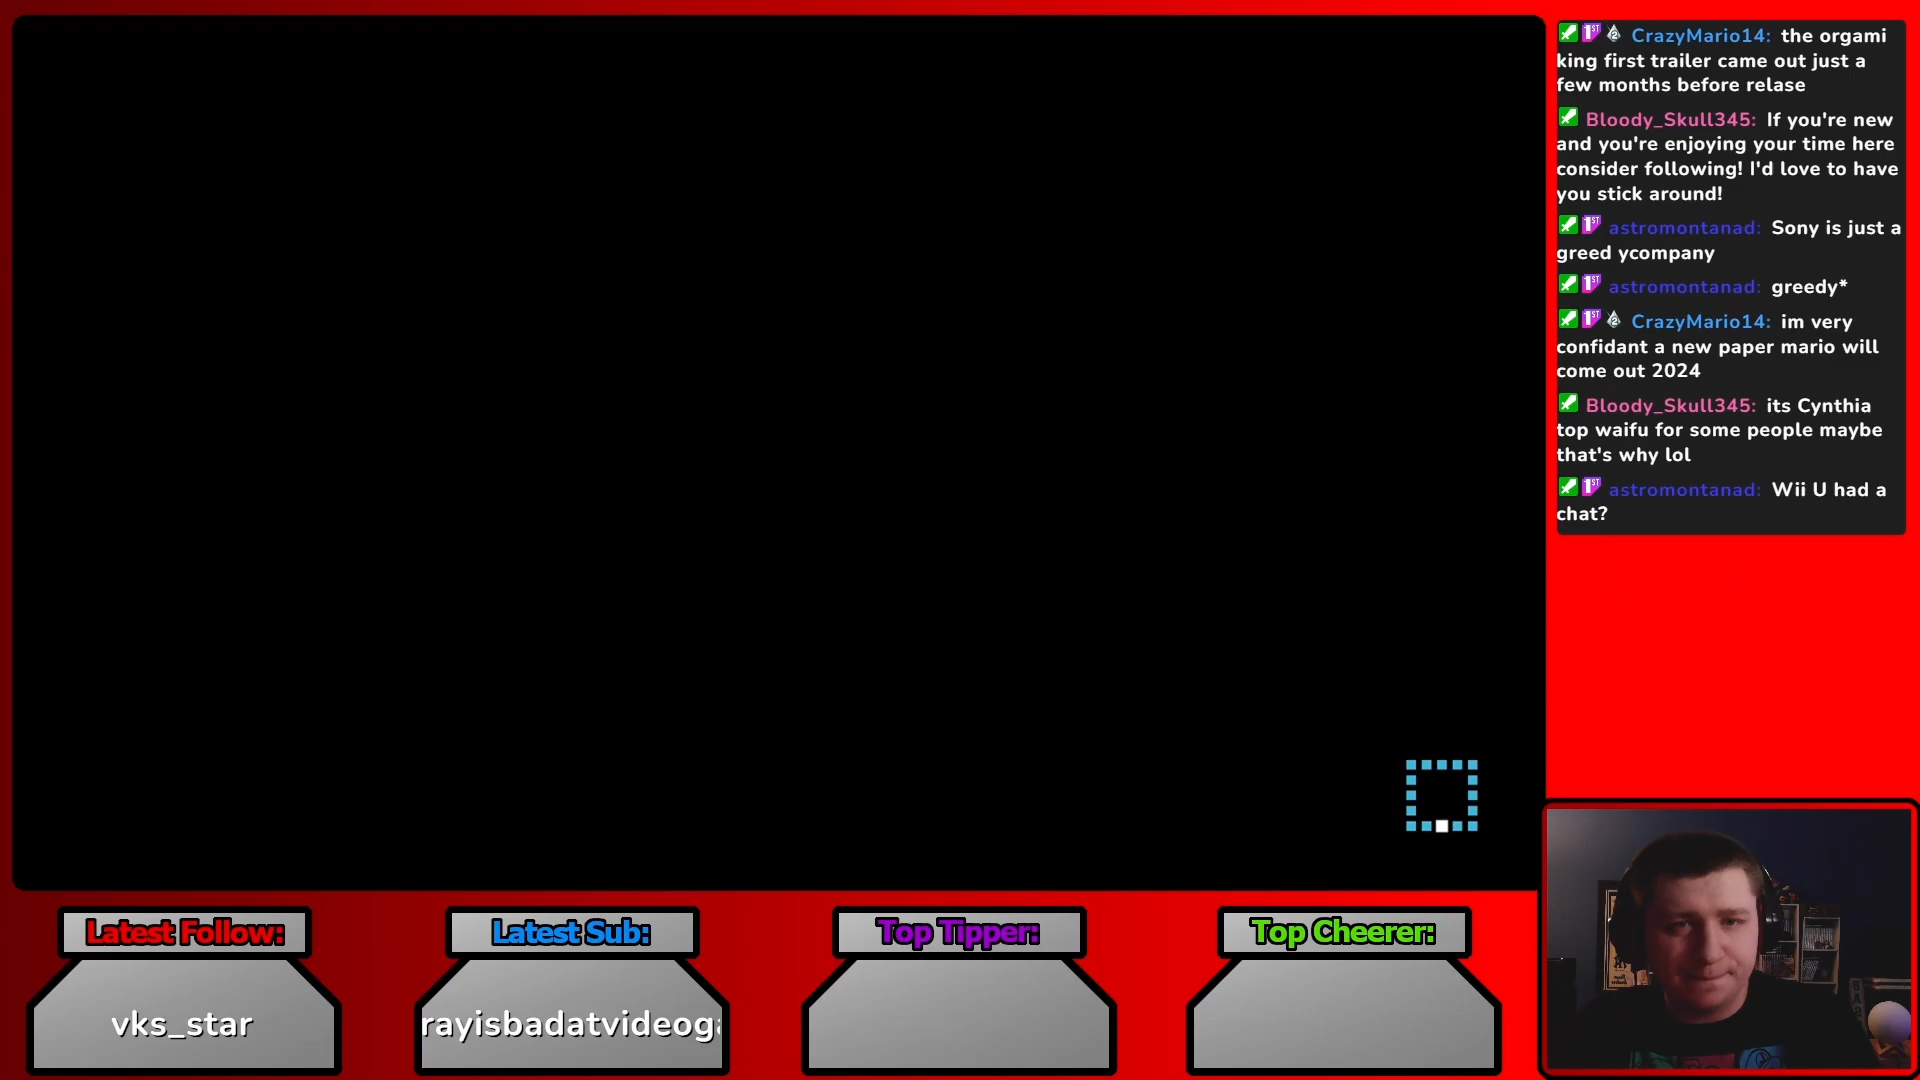 CrazyMario14: the orgami
king first trailer came out just a
few months before relase
Bloody_Skull345: If you're new
and you're enjoying your time here
consider following! I'd love to have
you stick around!
astromontanad: Sony is just a
greed ycompany
astromontanad: greedy*
CrazyMario14: im very
confidant a new paper mario will
come out 2024
Bloody_Skull345: its Cynthia
top waifu for some people maybe
that's why lol
astromontanad: Wii U had a
chat?
Latest Follow:
vks_star
Latest Sub:
rayisbadatvideog
Top Tipper:
Top Cheerer: